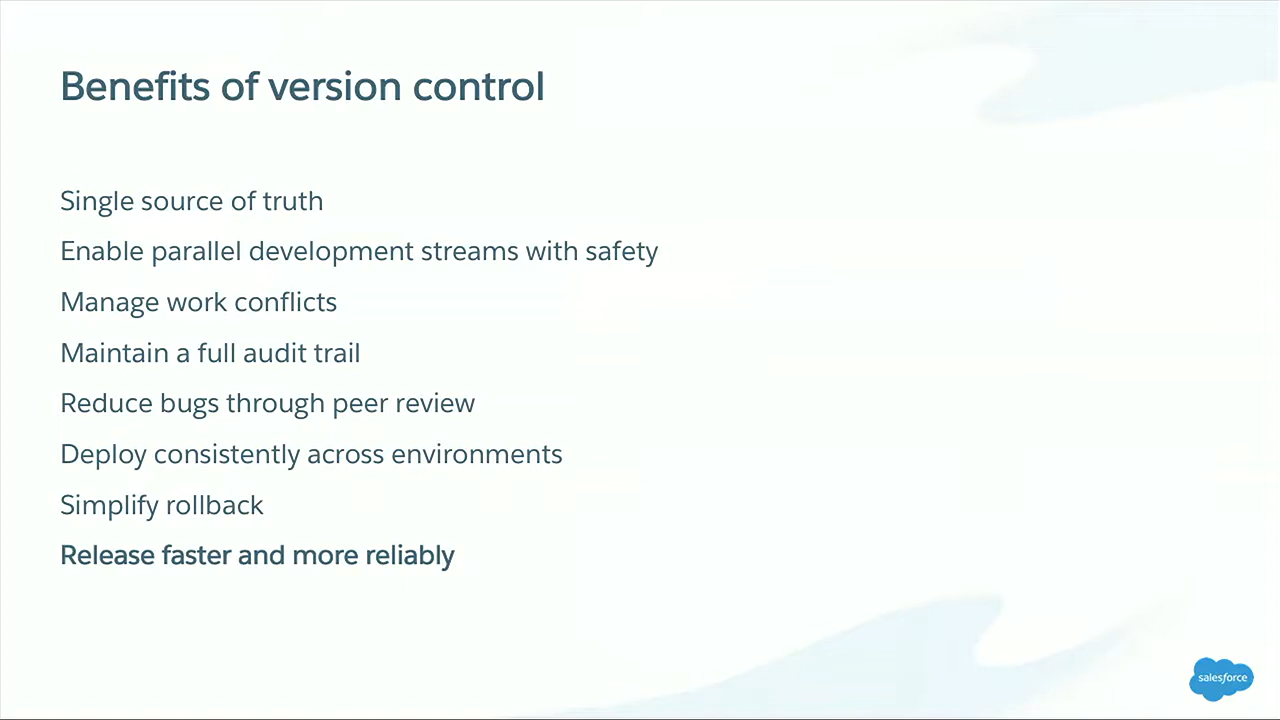 Benefits of version control
Single source of truth
Enable parallel development streams with safety
Manage work conflicts
Maintain a full audit trail
Reduce bugs through peer review
Deploy consistently across environments
Simplify rollback
Release faster and more reliably
salesforce